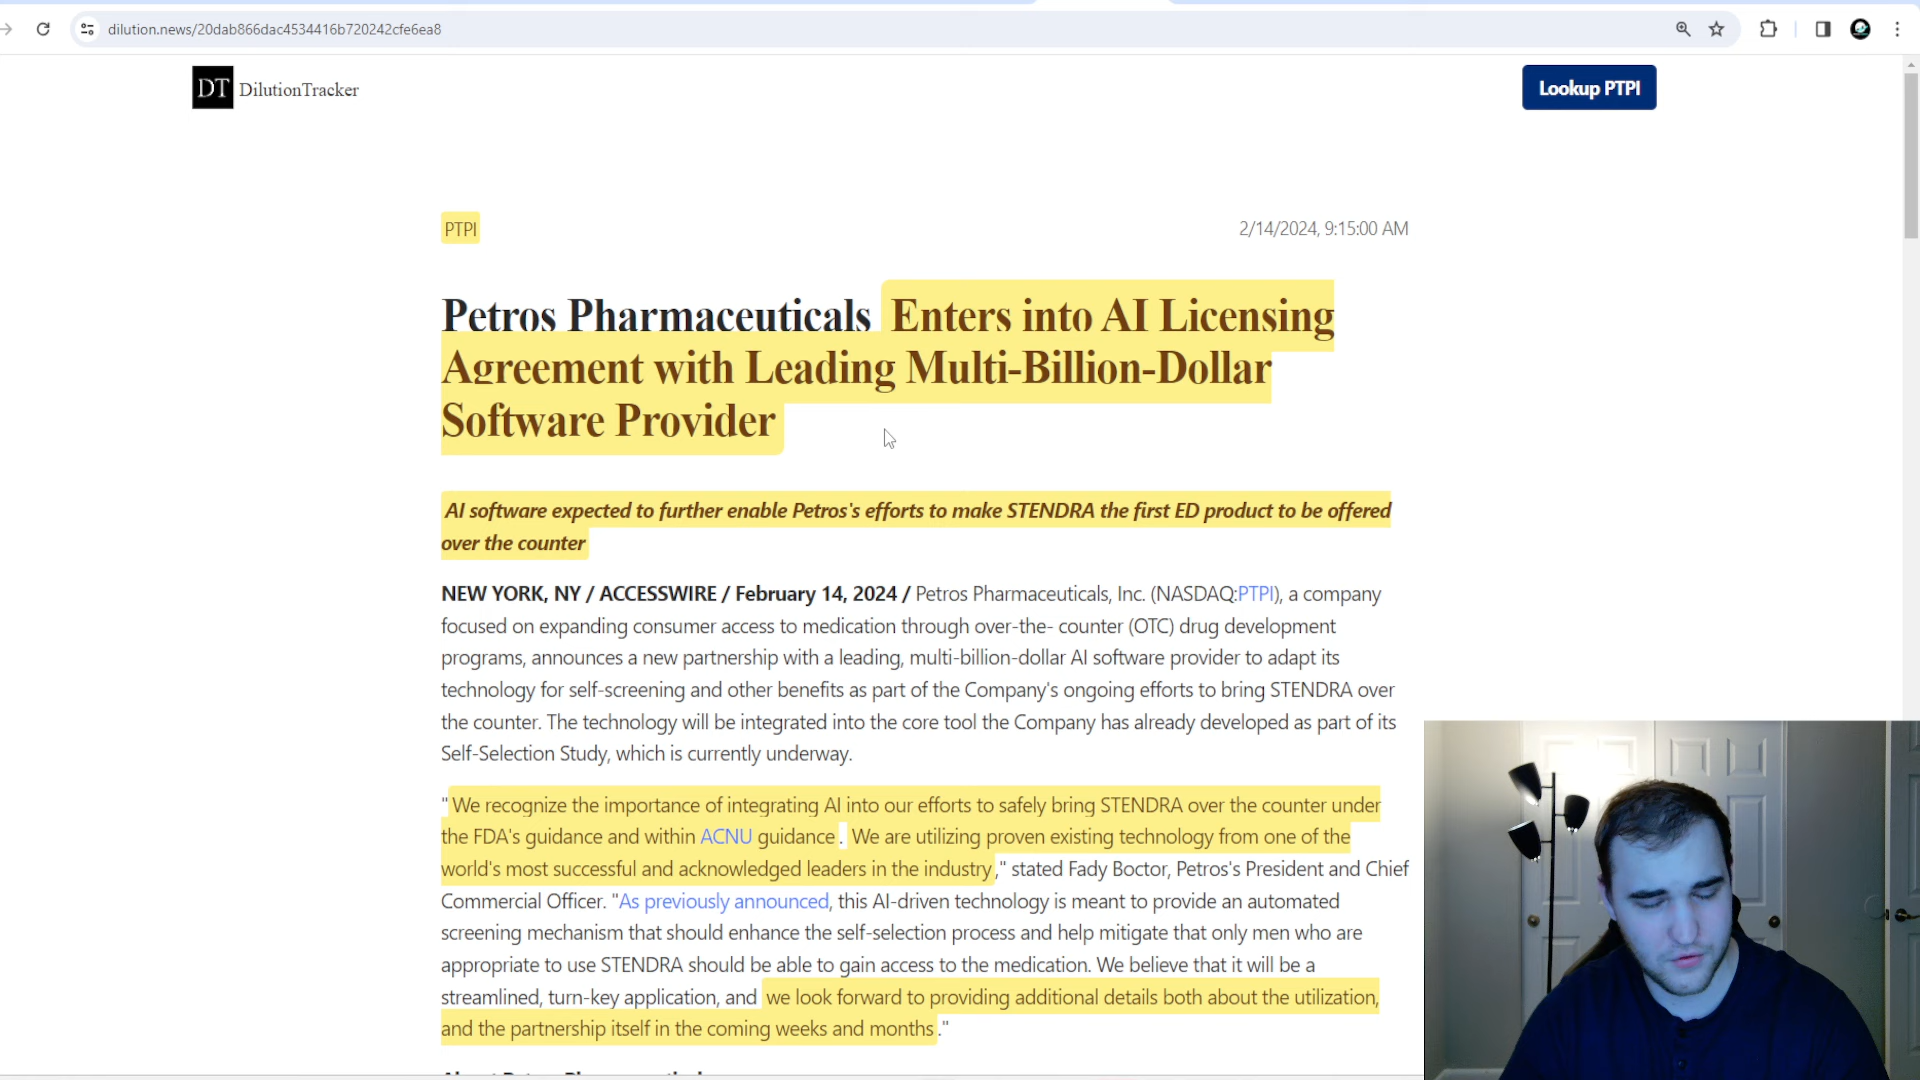 dilution.news/20dab866dac4534416b720242cfe6ea8
DT DilutionTracker
Lookup PTPI
PTPI
2/14/2024, 9:15:00 AM
Petros Pharmaceuticals Enters into AI Licensing
Agreement with Leading Multi-Billion-Dollar
Software Provider
AI software expected to further enable Petros's efforts to make STENDRA the first ED product to be offered
over the counter
NEW YORK, NY / ACCESSWIRE / February 14, 2024 / Petros Pharmaceuticals, Inc. (NASDAQ:PTPI), a company
focused on expanding consumer access to medication through over-the- counter (OTC) drug development
programs, announces a new partnership with a leading, multi-billion-dollar AI software provider to adapt its
technology for self-screening and other benefits as part of the Company's ongoing efforts to bring STENDRA over
the counter. The technology will be integrated into the core tool the Company has already developed as part of its
Self-Selection Study, which is currently underway.
"We recognize the importance of integrating AI into our efforts to safely bring STENDRA over the counter under
the FDA's guidance and within ACNU guidance. We are utilizing proven existing technology from one of the
world's most successful and acknowledged leaders in the industry," stated Fady Boctor, Petros's President and Chief
Commercial Officer. "As previously announced, this AI-driven technology is meant to provide an automated
screening mechanism that should enhance the self-selection process and help mitigate that only men who are
appropriate to use STENDRA should be able to gain access to the medication. We believe that it will be a
streamlined, turn-key application, and we look forward to providing additional details both about the utilization,
and the partnership itself in the coming weeks and months."